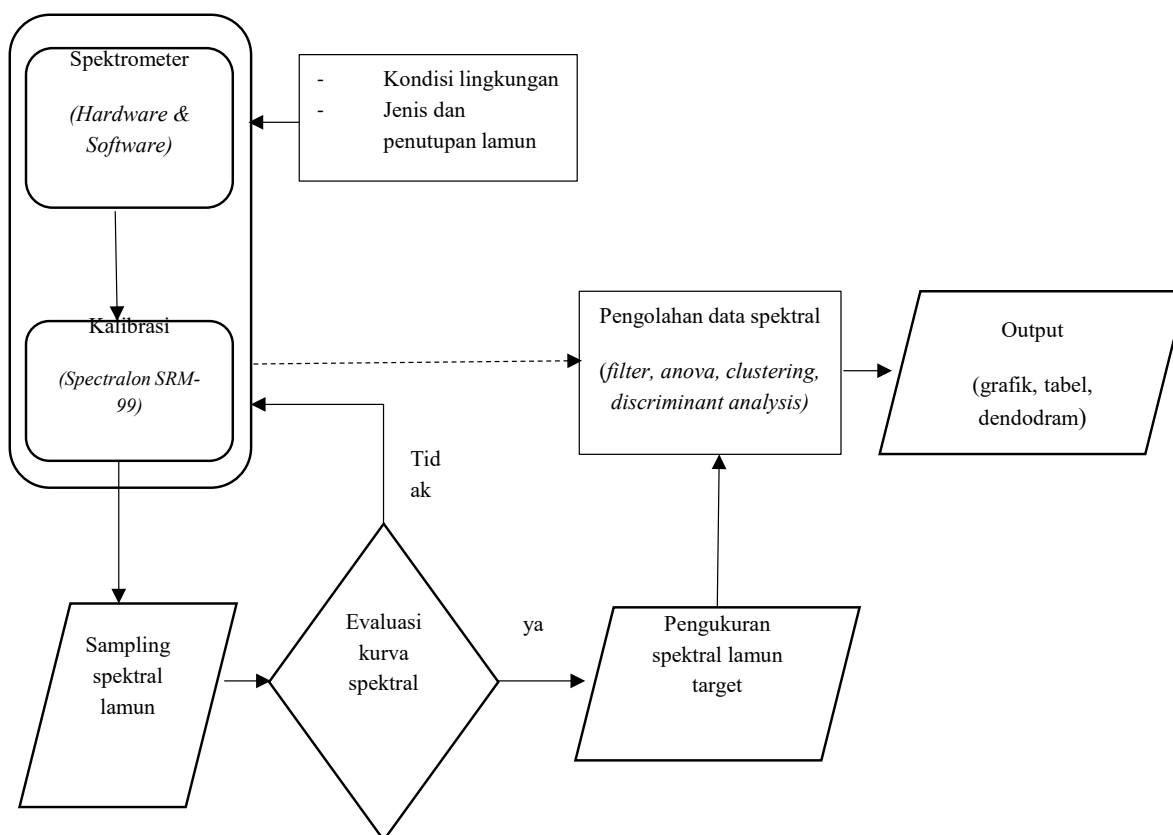 Spektrometer
(Hardware &
Software)
- Kondisi lingkungan
- Jenis dan
penutupan lamun
Kalibrasi
(Spectralon SRM-
99)
Pengolahan data spektral
(filter, anova, clustering,
discriminant analysis)
Output
(grafik, tabel,
dendodram)
Tid
ak
Sampling
spektral
lamun
Evaluasi
kurva
spektral
ya
Pengukuran
spektral lamun
target